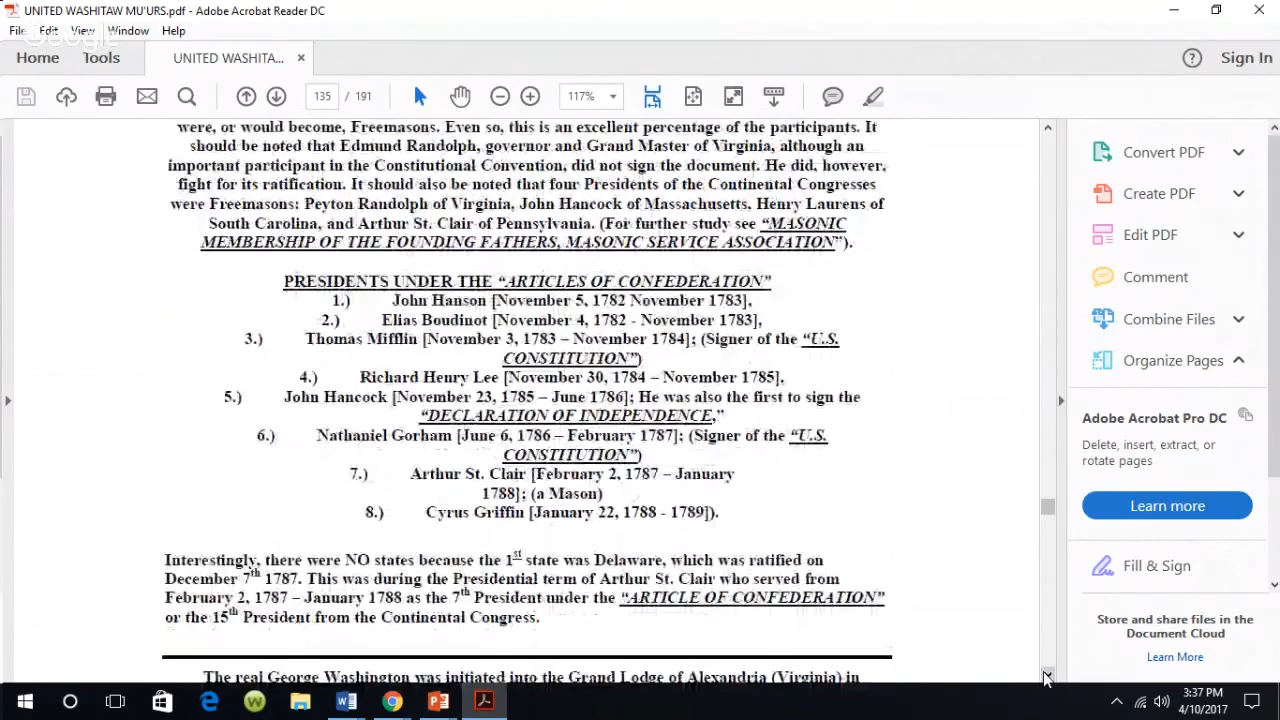 UNITED WASHITAW MU'URS.pdf - Adobe Acrobat Reader DC
File Edit View Window Help
Google
Home Tools UNITED WASHITA... × Sign In
135 / 191 117%
were, or would become, Freemasons. Even so, this is an excellent percentage of the participants. It
should be noted that Edmund Randolph, governor and Grand Master of Virginia, although an
important participant in the Constitutional Convention, did not sign the document. He did, however,
fight for its ratification. It should also be noted that four Presidents of the Continental Congresses
were Freemasons: Peyton Randolph of Virginia, John Hancock of Massachusetts, Henry Laurens of
South Carolina, and Arthur St. Clair of Pennsylvania. (For further study see “MASONIC
MEMBERSHIP OF THE FOUNDING FATHERS, MASONIC SERVICE ASSOCIATION”).
PRESIDENTS UNDER THE “ARTICLES OF CONFEDERATION”
1.) John Hanson [November 5, 1782 November 1783],
2.) Elias Boudinot [November 4, 1782 - November 1783],
3.) Thomas Mifflin [November 3, 1783 – November 1784]; (Signer of the “U.S.
CONSTITUTION”)
4.) Richard Henry Lee [November 30, 1784 – November 1785],
5.) John Hancock [November 23, 1785 – June 1786]; He was also the first to sign the
“DECLARATION OF INDEPENDENCE,”
6.) Nathaniel Gorham [June 6, 1786 – February 1787]; (Signer of the “U.S.
CONSTITUTION”)
7.) Arthur St. Clair [February 2, 1787 – January
1788]; (a Mason)
8.) Cyrus Griffin [January 22, 1788 - 1789]).
Interestingly, there were NO states because the 1st state was Delaware, which was ratified on
December 7th 1787. This was during the Presidential term of Arthur St. Clair who served from
February 2, 1787 – January 1788 as the 7th President under the “ARTICLE OF CONFEDERATION”
or the 15th President from the Continental Congress.
The real George Washington was initiated into the Grand Lodge of Alexandria (Virginia) in
Convert PDF
Create PDF
Edit PDF
Comment
Combine Files
Organize Pages
Adobe Acrobat Pro DC
Delete, insert, extract, or
rotate pages
Learn more
Fill & Sign
Store and share files in the
Document Cloud
Learn More
3:37 PM
4/10/2017